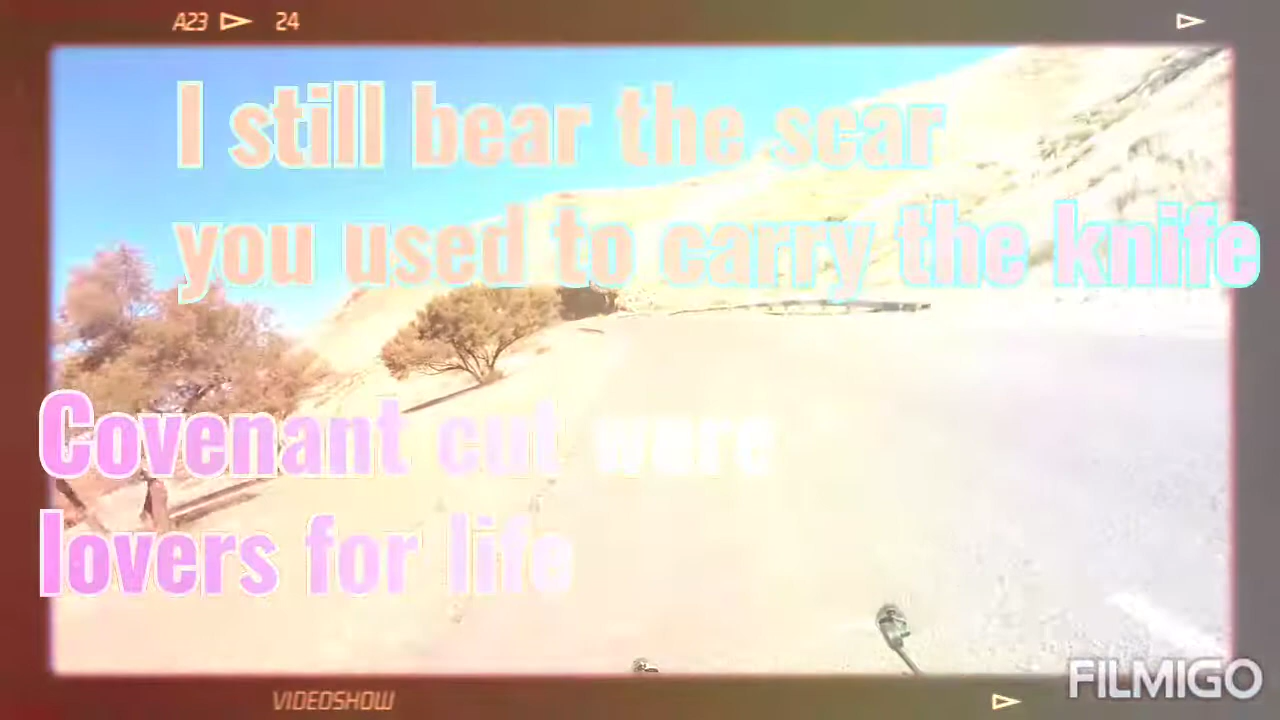 A23 24
I still bear the scar
you used to carry the knife
Covenant cut were
lovers for life
VIDEOSHOW
FILMIGO